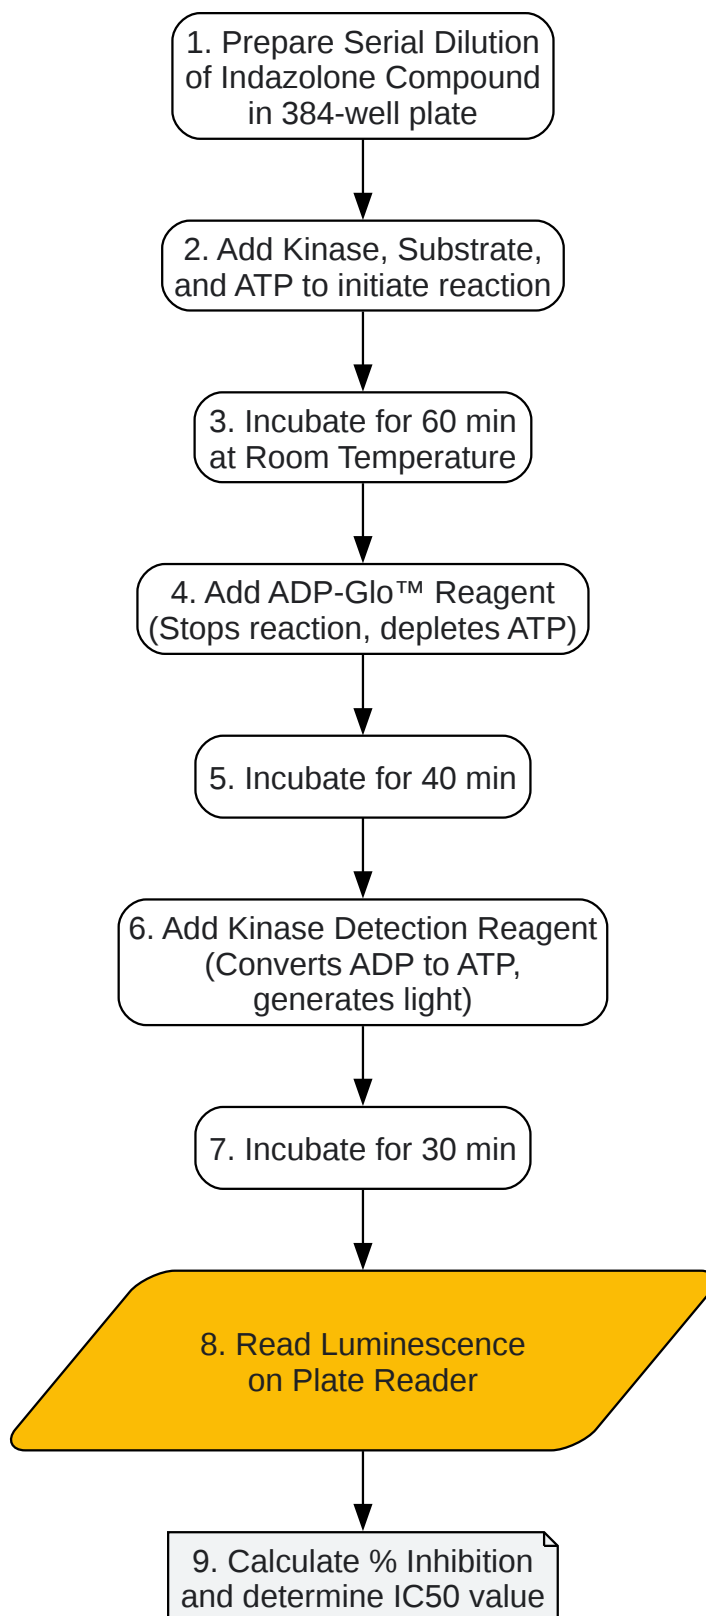 1. Prepare Serial Dilution
of Indazolone Compound
in 384-well plate
2. Add Kinase, Substrate,
and ATP to initiate reaction
3. Incubate for 60 min
at Room Temperature
4. Add ADP-Glo™ Reagent
(Stops reaction, depletes ATP)
5. Incubate for 40 min
6. Add Kinase Detection Reagent
(Converts ADP to ATP,
generates light)
7. Incubate for 30 min
8. Read Luminescence
on Plate Reader
9. Calculate % Inhibition
and determine IC50 value